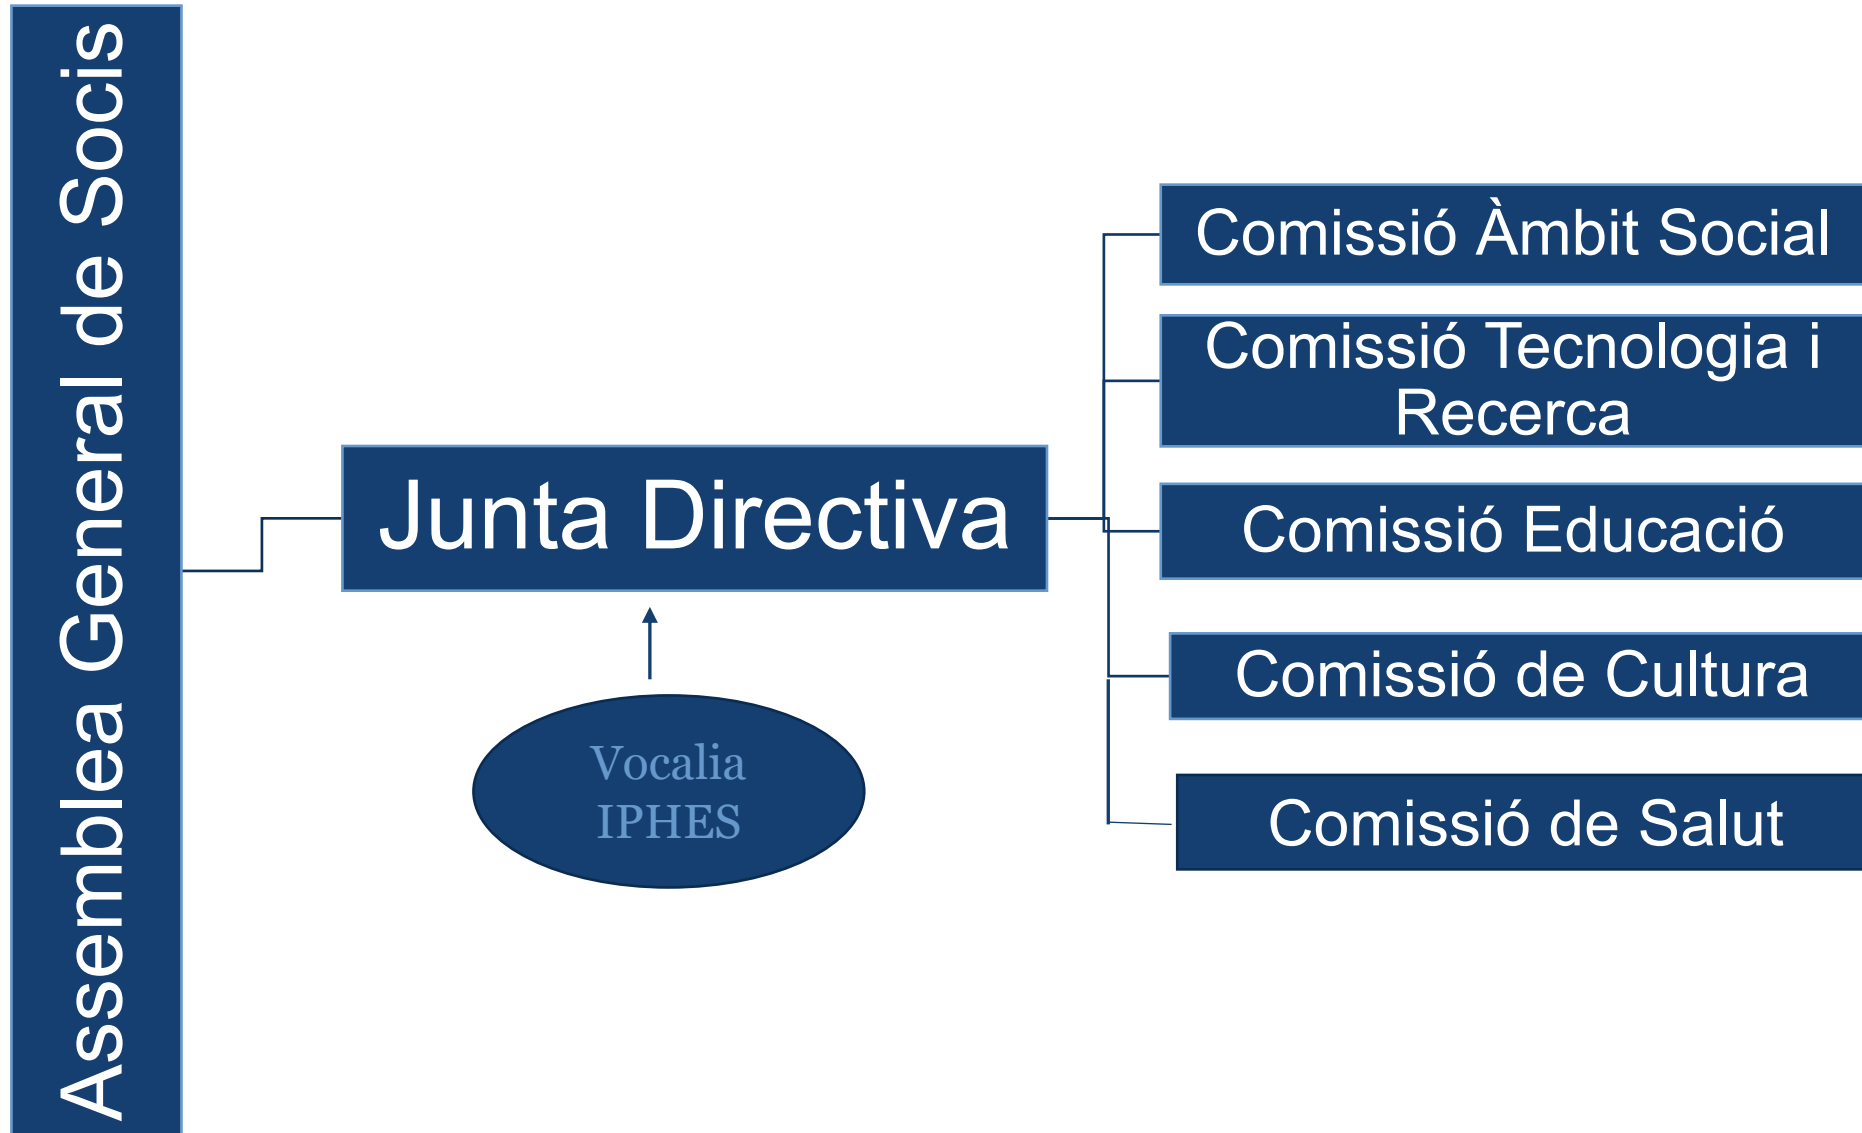 Assemblea General de Socis
Junta Directiva
Vocalia
IPHES
Comissió Àmbit Social
Comissió Tecnologia i
Recerca
Comissió Educació
Comissió de Cultura
Comissió de Salut